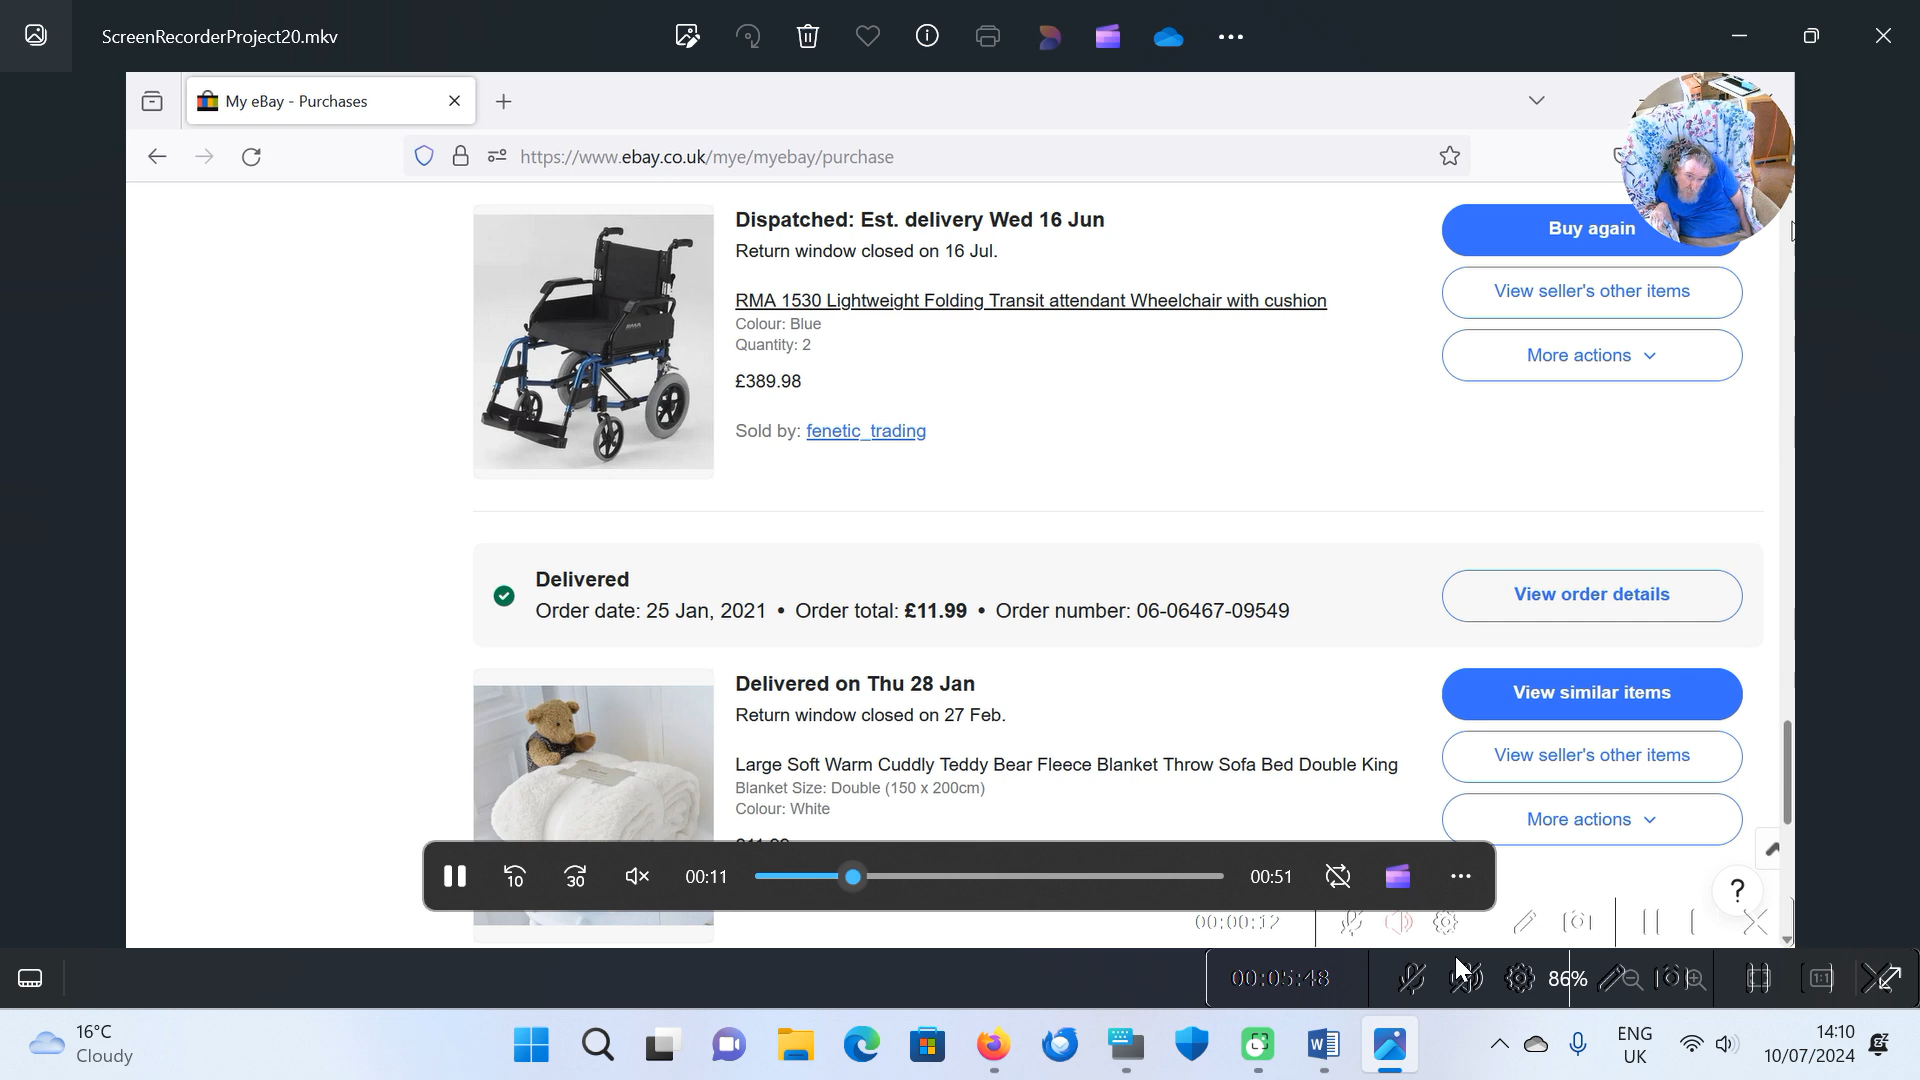 ScreenRecorderProject20.mkv
My eBay - Purchases
https://www.ebay.co.uk/mye/myebay/purchase
Dispatched: Est. delivery Wed 16 Jun
Return window closed on 16 Jul.
RMA 1530 Lightweight Folding Transit attendant Wheelchair with cushion
Colour: Blue
Quantity: 2
£389.98
Sold by: fenetic_trading
Buy again
View seller's other items
More actions
Delivered
Order date: 25 Jan, 2021 • Order total: £11.99 • Order number: 06-06467-09549
View order details
Delivered on Thu 28 Jan
Return window closed on 27 Feb.
Large Soft Warm Cuddly Teddy Bear Fleece Blanket Throw Sofa Bed Double King
Blanket Size: Double (150 x 200cm)
Colour: White
View similar items
View seller's other items
More actions
10
30
00:11
00:51
?
00:00:12
00:05:48
86%
1:1
16°C
Cloudy
ENG
UK
14:10
10/07/2024